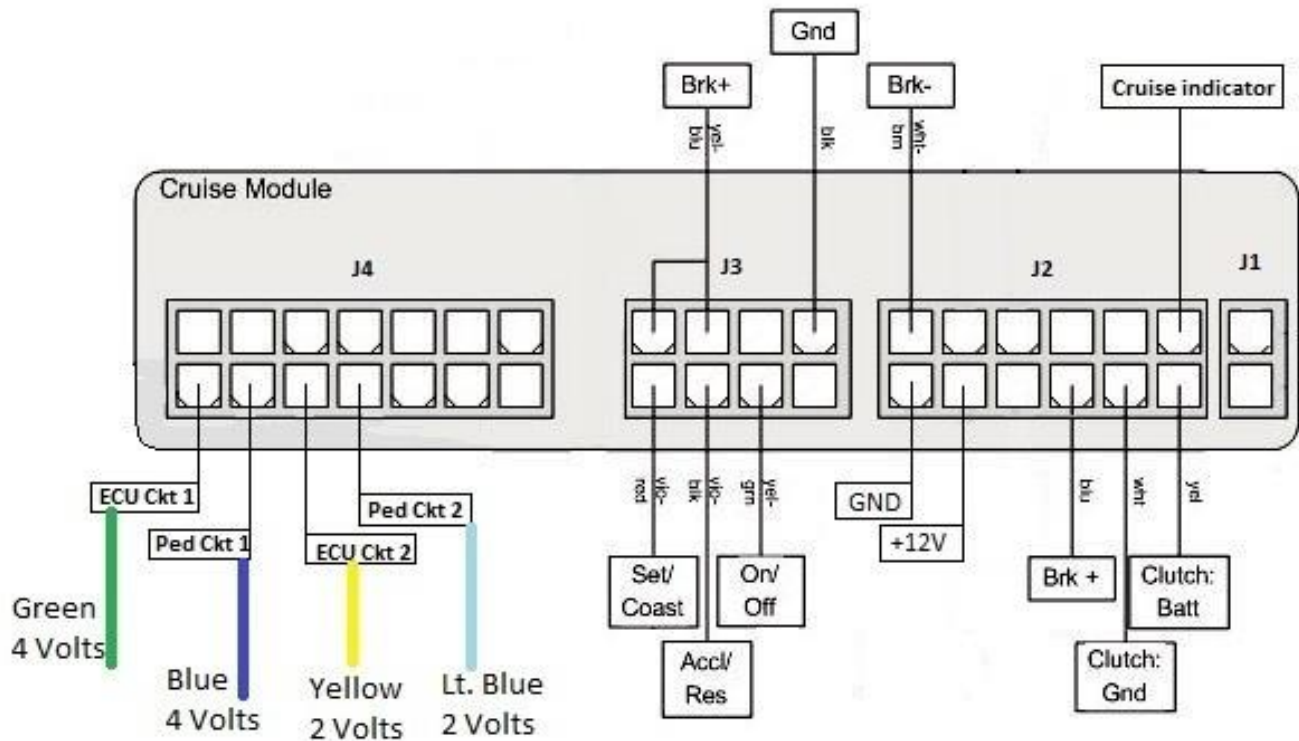 Gnd
Brk+
Brk-
Cruise indicator
yel-
blu
blk
wht-
brn
Cruise Module
J4
J3
J2
J1
ECU Ckt 1
Ped Ckt 2
Ped Ckt 1
ECU Ckt 2
vio-
red
vio-
blk
yel-
grn
GND
+12V
blu
wht
yel
Set/
Coast
On/
Off
Brk +
Clutch:
Batt
Accl/
Res
Clutch:
Gnd
Green
4 Volts
Blue
4 Volts
Yellow
2 Volts
Lt. Blue
2 Volts